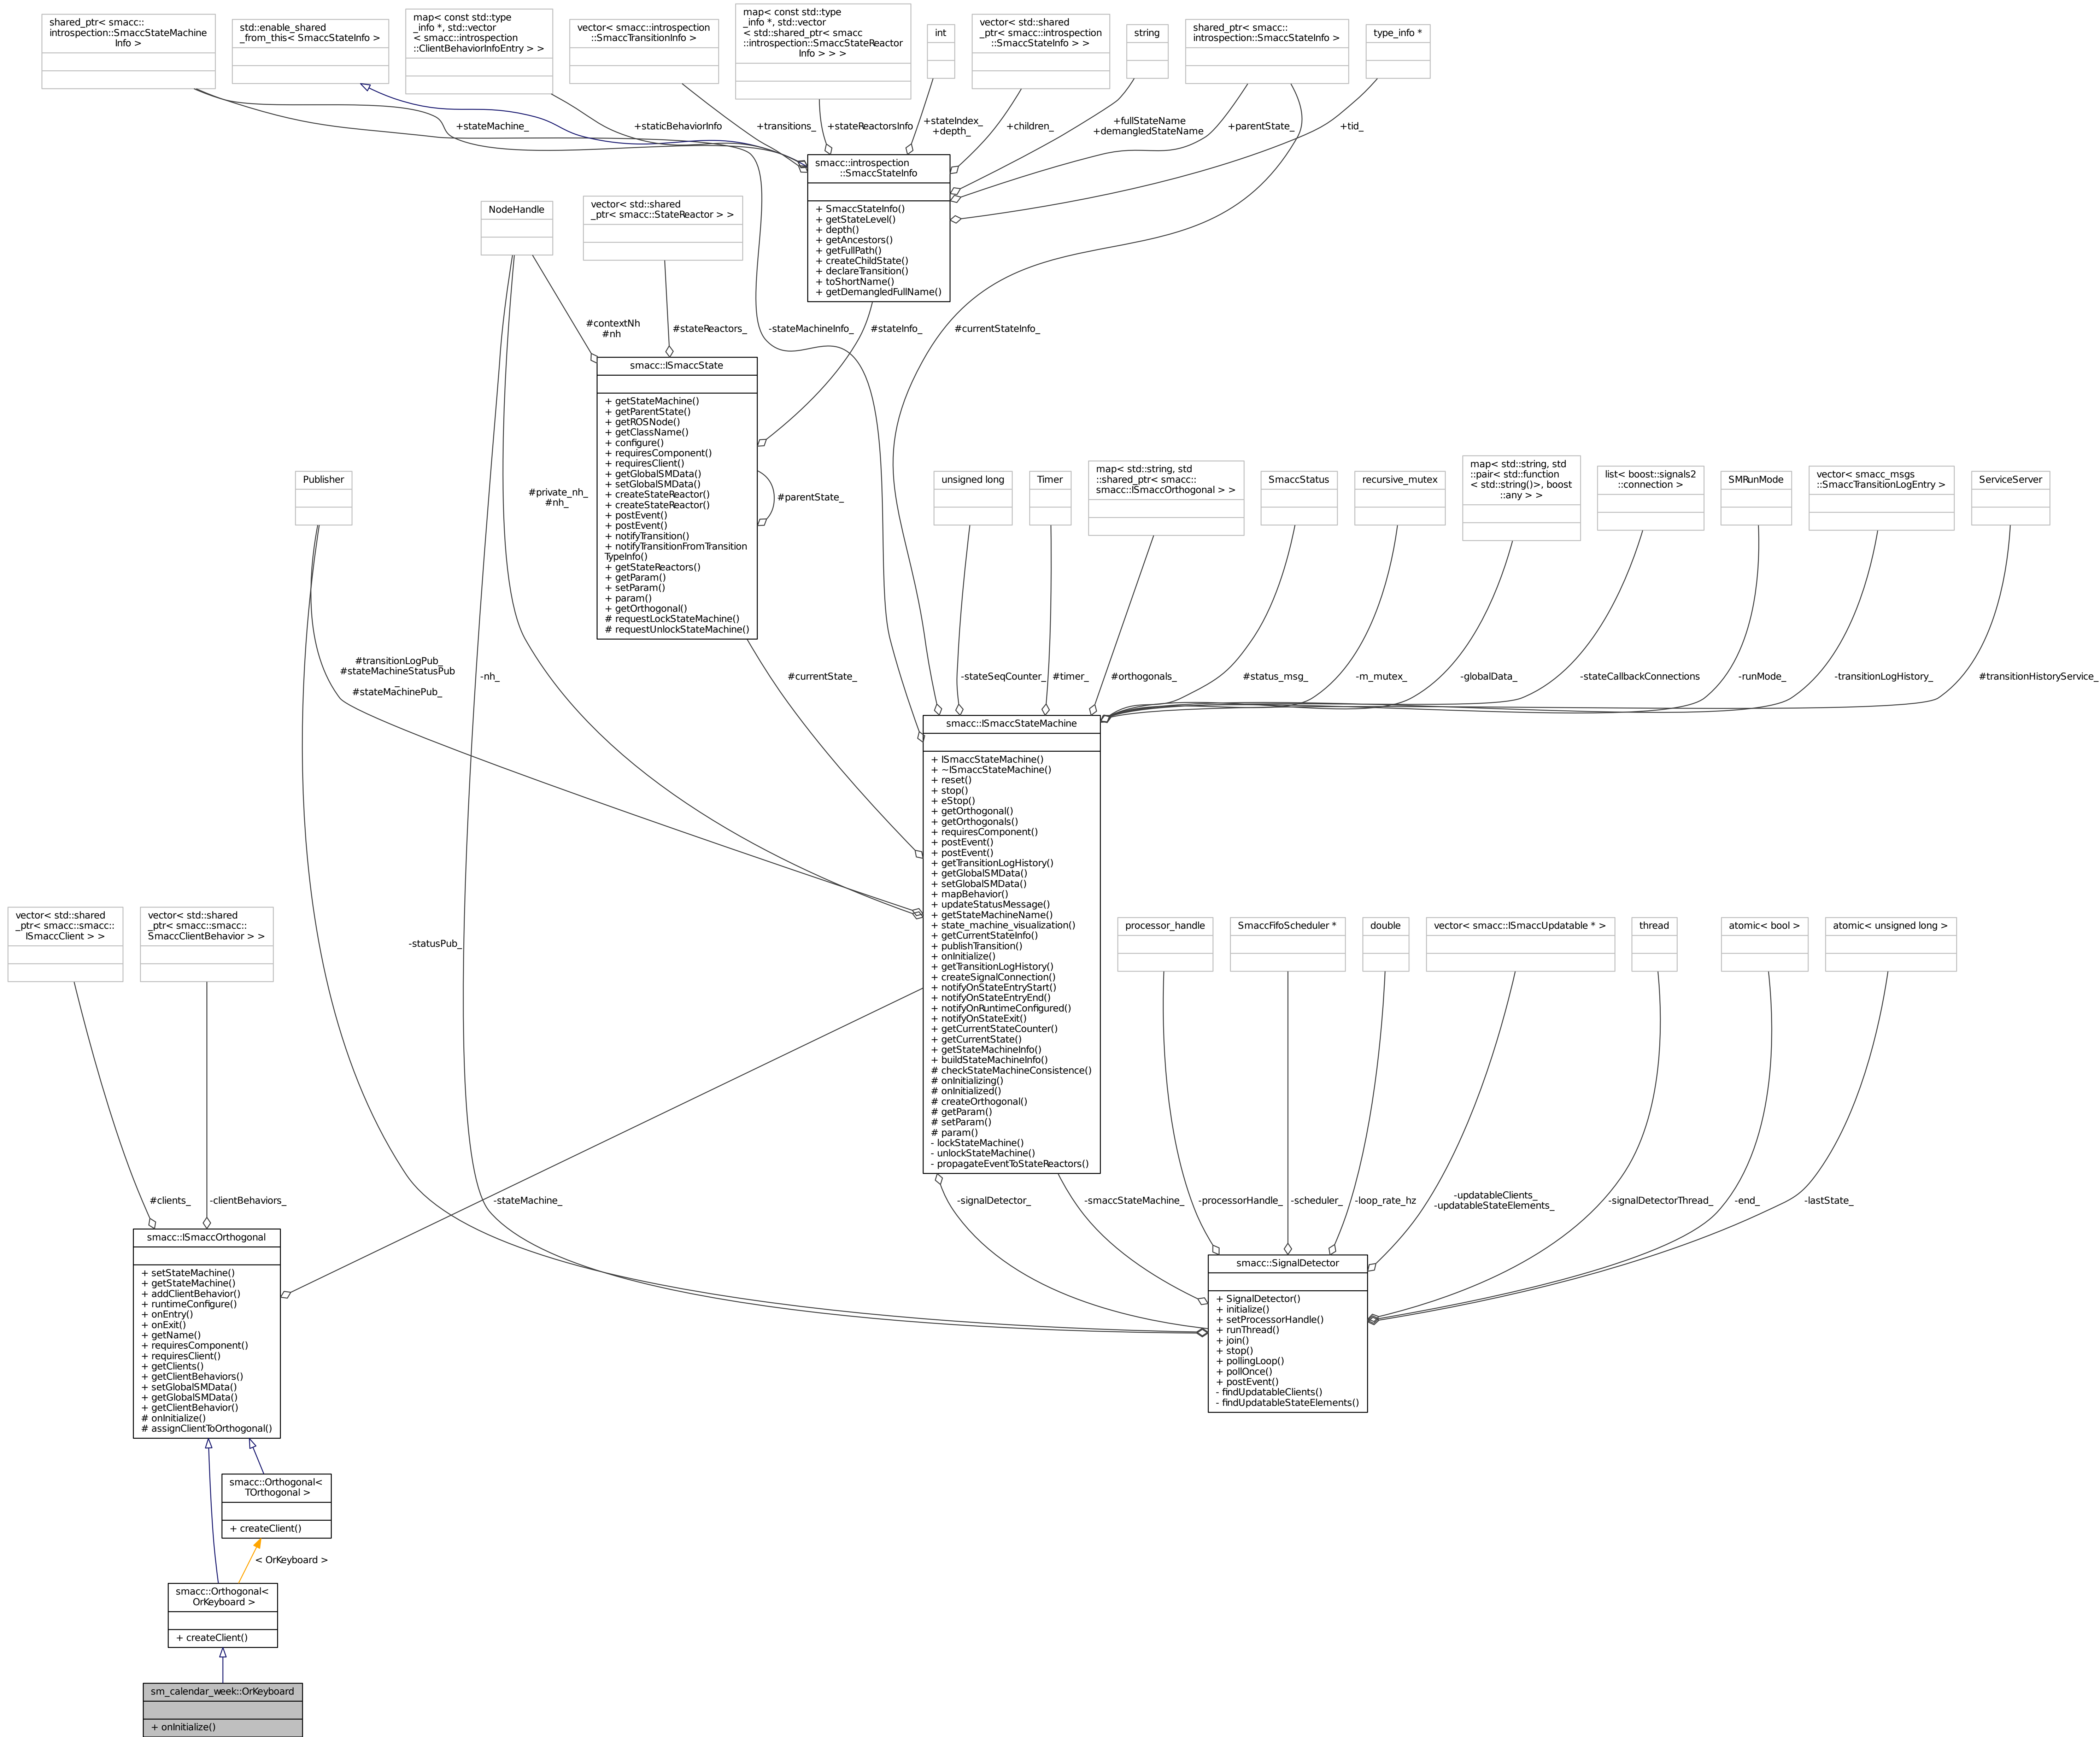 shared_ptr< smacc::
introspection::SmaccStateMachine
Info >
std::enable_shared
_from_this< SmaccStateInfo >
map< const std::type
_info *, std::vector
< smacc::introspection
::ClientBehaviorInfoEntry > >
vector< smacc::introspection
::SmaccTransitionInfo >
map< const std::type
_info *, std::vector
< std::shared_ptr< smacc
::introspection::SmaccStateReactor
Info > > >
int
vector< std::shared
_ptr< smacc::introspection
::SmaccStateInfo > >
string
shared_ptr< smacc::
introspection::SmaccStateInfo >
type_info *
+stateMachine_
+staticBehaviorInfo
+transitions_
+stateReactorsInfo
+stateIndex_
+depth_
+children_
+fullStateName
+demangledStateName
+parentState_
+tid_
smacc::introspection
::SmaccStateInfo
+ SmaccStateInfo()
+ getStateLevel()
+ depth()
+ getAncestors()
+ getFullPath()
+ createChildState()
+ declareTransition()
+ toShortName()
+ getDemangledFullName()
NodeHandle
vector< std::shared
_ptr< smacc::StateReactor > >
#contextNh
#nh
#stateReactors_
-stateMachineInfo_
#stateInfo_
#currentStateInfo_
smacc::ISmaccState
+ getStateMachine()
+ getParentState()
+ getROSNode()
+ getClassName()
+ configure()
+ requiresComponent()
+ requiresClient()
+ getGlobalSMData()
+ setGlobalSMData()
+ createStateReactor()
+ createStateReactor()
+ postEvent()
+ postEvent()
+ notifyTransition()
+ notifyTransitionFromTransition
TypeInfo()
+ getStateReactors()
+ getParam()
+ setParam()
+ param()
+ getOrthogonal()
# requestLockStateMachine()
# requestUnlockStateMachine()
#parentState_
#private_nh_
#nh_
Publisher
unsigned long
Timer
map< std::string, std
::shared_ptr< smacc::
smacc::ISmaccOrthogonal > >
SmaccStatus
recursive_mutex
map< std::string, std
::pair< std::function
< std::string()>, boost
::any > >
list< boost::signals2
::connection >
SMRunMode
vector< smacc_msgs
::SmaccTransitionLogEntry >
ServiceServer
#transitionLogPub_
#stateMachineStatusPub
_
#stateMachinePub_
-nh_
#currentState_
-stateSeqCounter_
#timer_
#orthogonals_
#status_msg_
-m_mutex_
-globalData_
-stateCallbackConnections
-runMode_
-transitionLogHistory_
#transitionHistoryService_
smacc::ISmaccStateMachine
+ ISmaccStateMachine()
+ ~ISmaccStateMachine()
+ reset()
+ stop()
+ eStop()
+ getOrthogonal()
+ getOrthogonals()
+ requiresComponent()
+ postEvent()
+ postEvent()
+ getTransitionLogHistory()
+ getGlobalSMData()
+ setGlobalSMData()
+ mapBehavior()
+ updateStatusMessage()
+ getStateMachineName()
+ state_machine_visualization()
+ getCurrentStateInfo()
+ publishTransition()
+ onInitialize()
+ getTransitionLogHistory()
+ createSignalConnection()
+ notifyOnStateEntryStart()
+ notifyOnStateEntryEnd()
+ notifyOnRuntimeConfigured()
+ notifyOnStateExit()
+ getCurrentStateCounter()
+ getCurrentState()
+ getStateMachineInfo()
+ buildStateMachineInfo()
# checkStateMachineConsistence()
# onInitializing()
# onInitialized()
# createOrthogonal()
# getParam()
# setParam()
# param()
- lockStateMachine()
- unlockStateMachine()
- propagateEventToStateReactors()
vector< std::shared
_ptr< smacc::smacc::
ISmaccClient > >
vector< std::shared
_ptr< smacc::smacc::
SmaccClientBehavior > >
-statusPub_
processor_handle
SmaccFifoScheduler *
double
vector< smacc::ISmaccUpdatable * >
thread
atomic< bool >
atomic< unsigned long >
#clients_
-clientBehaviors_
-stateMachine_
-signalDetector_
-smaccStateMachine_
-processorHandle_
-scheduler_
-loop_rate_hz
-updatableClients_
-updatableStateElements_
-signalDetectorThread_
-end_
-lastState_
smacc::ISmaccOrthogonal
+ setStateMachine()
+ getStateMachine()
+ addClientBehavior()
+ runtimeConfigure()
+ onEntry()
+ onExit()
+ getName()
+ requiresComponent()
+ requiresClient()
+ getClients()
+ getClientBehaviors()
+ setGlobalSMData()
+ getGlobalSMData()
+ getClientBehavior()
# onInitialize()
# assignClientToOrthogonal()
smacc::SignalDetector
+ SignalDetector()
+ initialize()
+ setProcessorHandle()
+ runThread()
+ join()
+ stop()
+ pollingLoop()
+ pollOnce()
+ postEvent()
- findUpdatableClients()
- findUpdatableStateElements()
smacc::Orthogonal<
TOrthogonal >
+ createClient()
< OrKeyboard >
smacc::Orthogonal<
OrKeyboard >
+ createClient()
sm_calendar_week::OrKeyboard
+ onInitialize()